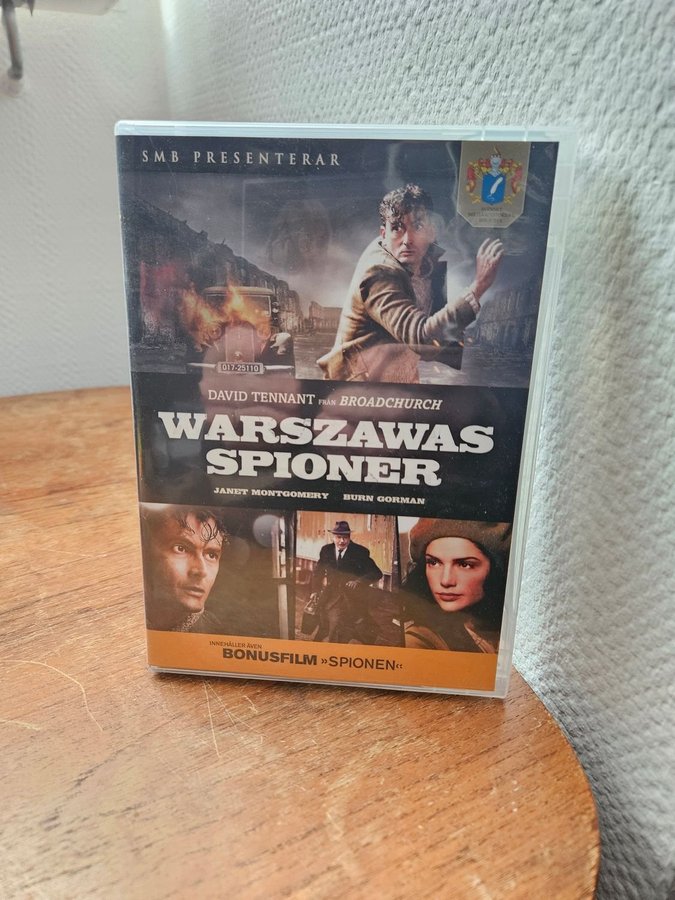 SMB PRESENTERAR
017-25110
DAVID TENNANT FRÅN BROADCHURCH
WARSZAWAS
SPIONER
JANET MONTGOMERY BURN GORMAN
INNEHÅLLER ÄVEN
BONUSFILM »SPIONEN«